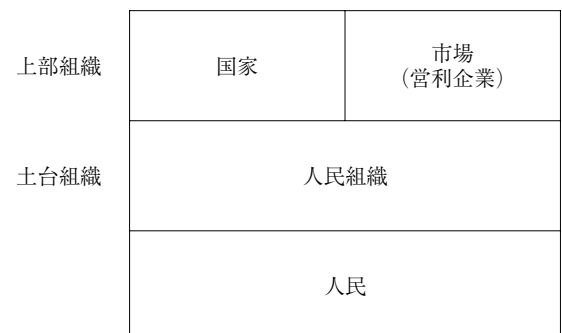 上部組織
国家
市場
（営利企業）
土台組織
人民組織
人民